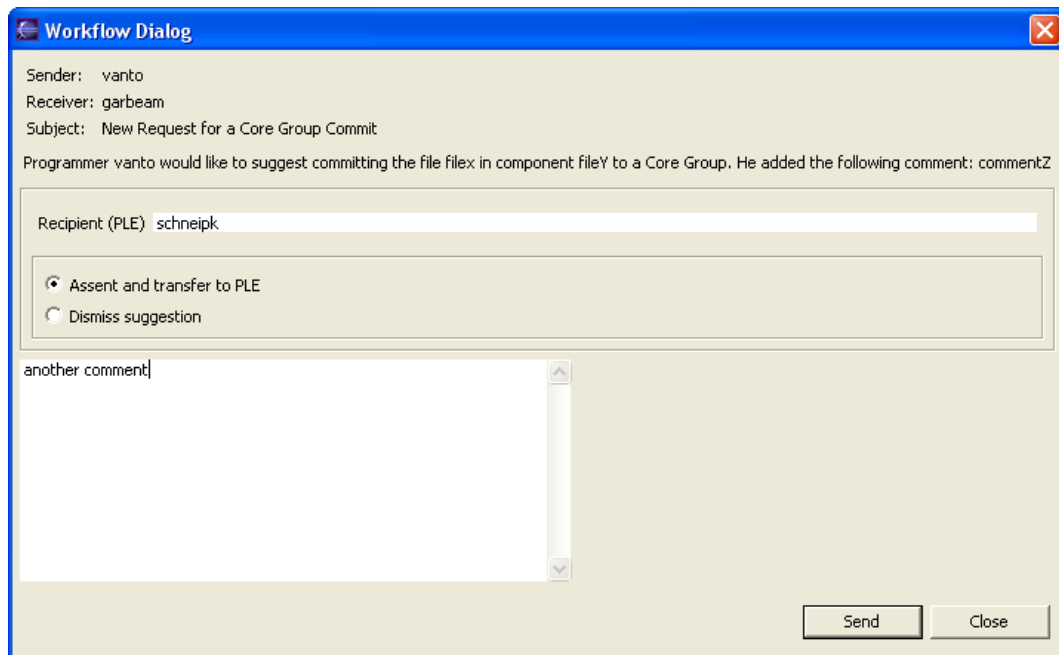 Workflow Dialog
Sender: vanto
Receiver: garbeam
Subject: New Request for a Core Group Commit
Programmer vanto would like to suggest committing the file filex in component fileY to a Core Group. He added the following comment: commentZ
Recipient (PLE) schneipk
Assent and transfer to PLE
Dismiss suggestion
another comment
Send Close